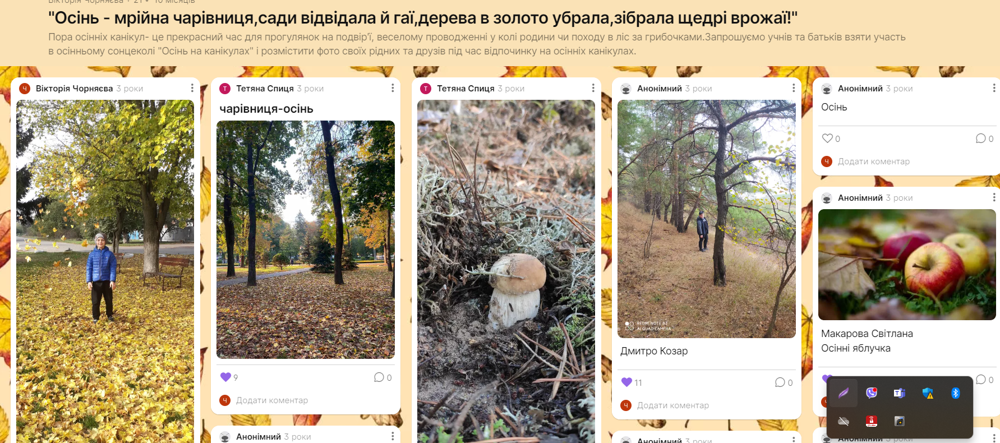 Вікторія Чорняєва + 21 • 10 місяців
"Осінь - мрійна чарівниця,сади відвідала й гаї,дерева в золото убрала,зібрала щедрі врожаї!"
Пора осінніх канікул- це прекрасний час для прогулянок на подвір'ї, веселому проводженні у колі родини чи походу в ліс за грибочками.Запрошуємо учнів та батьків взяти участь
в осінньому сонцеколі "Осінь на канікулах" і розмістити фото своїх рідних та друзів під час відпочинку на осінніх канікулах.
Ч Вікторія Чорняєва 3 роки
Т Тетяна Спиця 3 роки
чарівниця-осінь
9 0
Ч Додати коментар
Анонімний 3 роки
Т Тетяна Спиця 3 роки
Анонімний 3 роки
REDMI NOTE 8T
AI QUAD CAMERA
Дмитро Козар
11 0
Ч Додати коментар
Анонімний 3 роки
Анонімний 3 роки
Осінь
0 0
Ч Додати коментар
Анонімний 3 роки
Макарова Світлана
Осінні яблучка
0
Анонімний 3 роки